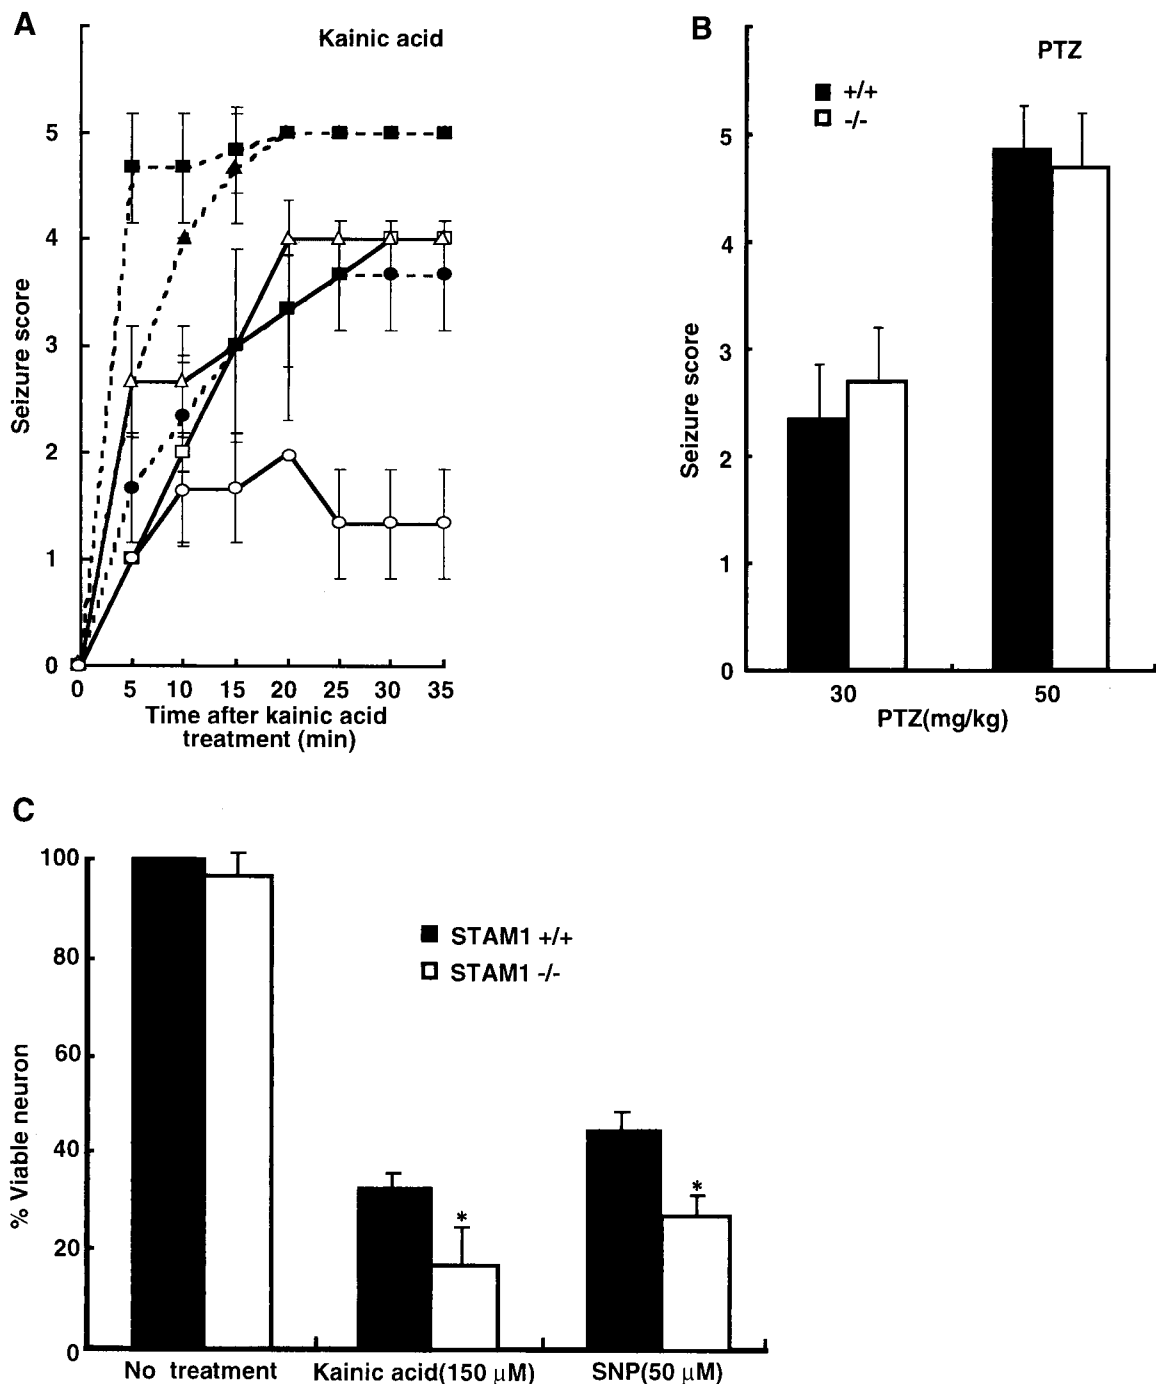 A
Kainic acid
Seizure score
5
4
3
2
1
0
0 5 10 15 20 25 30 35
Time after kainic acid
treatment (min)
B
PTZ
+/+
-/-
Seizure score
5
4
3
2
1
0
30 50
PTZ(mg/kg)
C
% Viable neuron
100
80
60
40
20
0
STAM1 +/+
STAM1 -/-
*
*
No treatment Kainic acid(150 μM) SNP(50 μM)